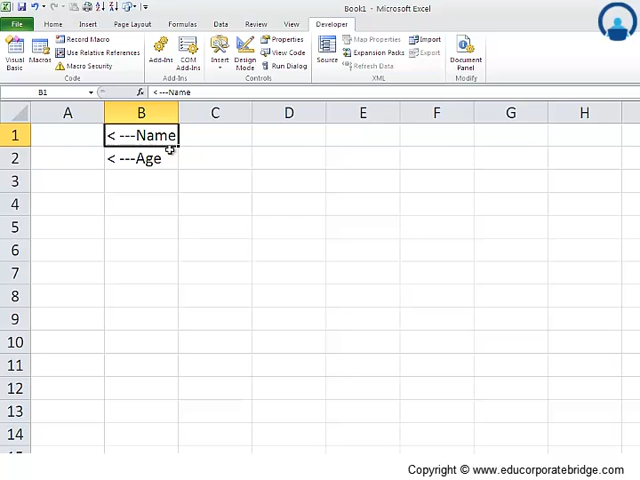 Book1 - Microsoft Excel
File Home Insert Page Layout Formulas Data Review View Developer
Visual Basic
Macros
Record Macro
Use Relative References
Macro Security
Code
Add-Ins
COM Add-Ins
Add-Ins
Insert
Design Mode
Properties
View Code
Run Dialog
Controls
Source
Map Properties
Expansion Packs
Refresh Data
Import
Export
XML
Document Panel
Modify
B1 fx < ---Name
A B C D E F G H
1 < ---Name
2 < ---Age
3
4
5
6
7
8
9
10
11
12
13
14
Copyright © www.educorporatebridge.com